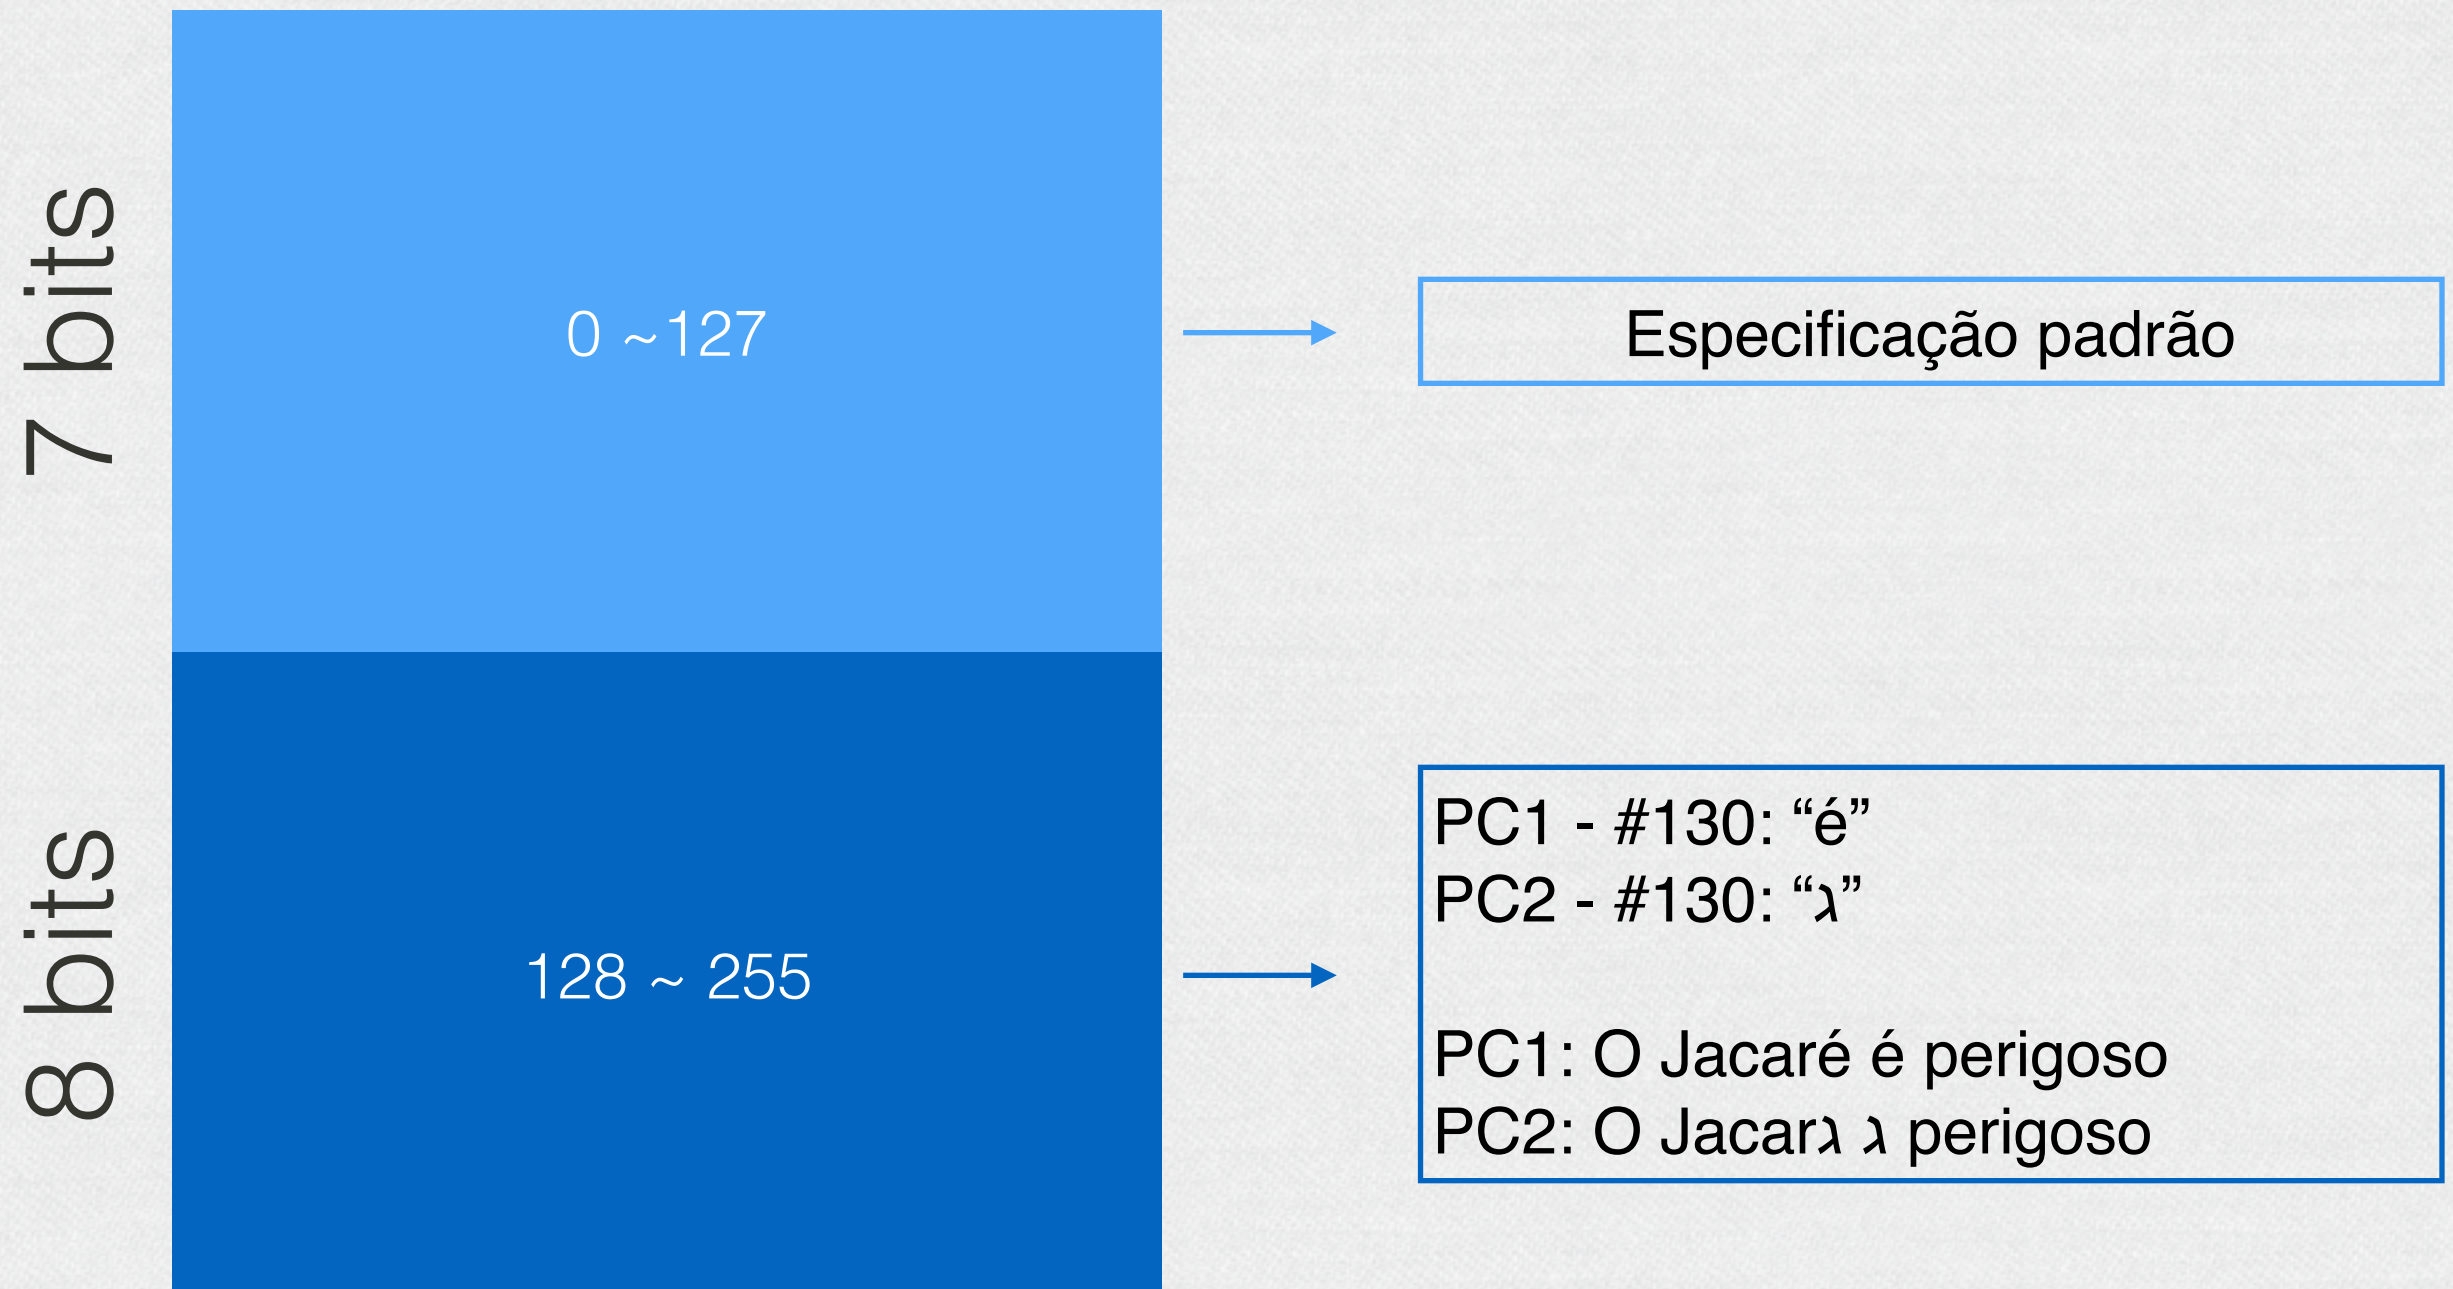 7 bits
0 ~127
Especificação padrão
8 bits
128 ~ 255
PC1 - #130: “é”
PC2 - #130: “ג”
PC1: O Jacaré é perigoso
PC2: O Jacarג ג perigoso